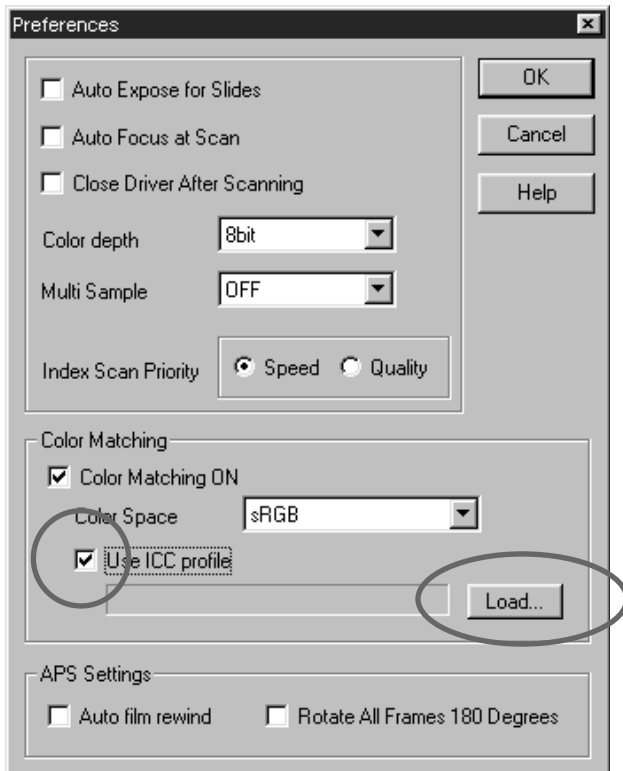 Preferences
Auto Expose for Slides
OK
Auto Focus at Scan
Cancel
Close Driver After Scanning
Help
Color depth 8bit
Multi Sample OFF
Index Scan Priority Speed Quality
Color Matching
Color Matching ON
Color Space sRGB
Use ICC profile
Load...
APS Settings
Auto film rewind Rotate All Frames 180 Degrees